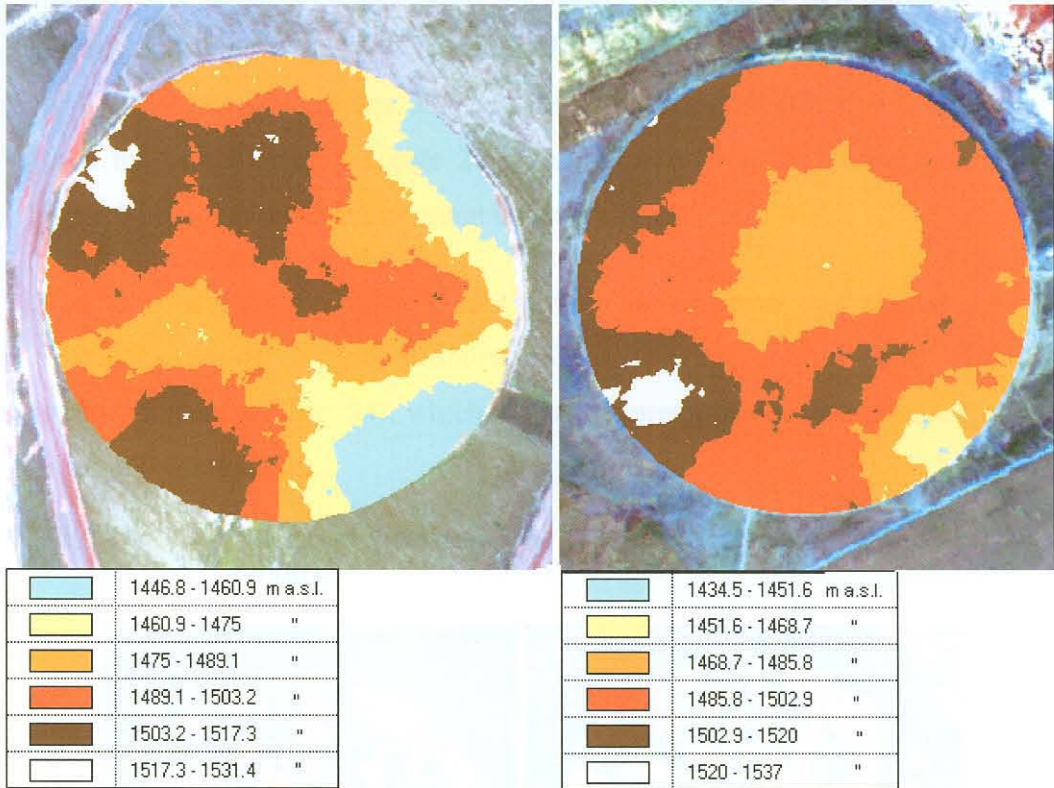 1446.8 - 1460.9 m a.s.l.
1460.9 - 1475 "
1475 - 1489.1 "
1489.1 - 1503.2 "
1503.2 - 1517.3 "
1517.3 - 1531.4 "
1434.5 - 1451.6 m a.s.l.
1451.6 - 1468.7 "
1468.7 - 1485.8 "
1485.8 - 1502.9 "
1502.9 - 1520 "
1520 - 1537 "